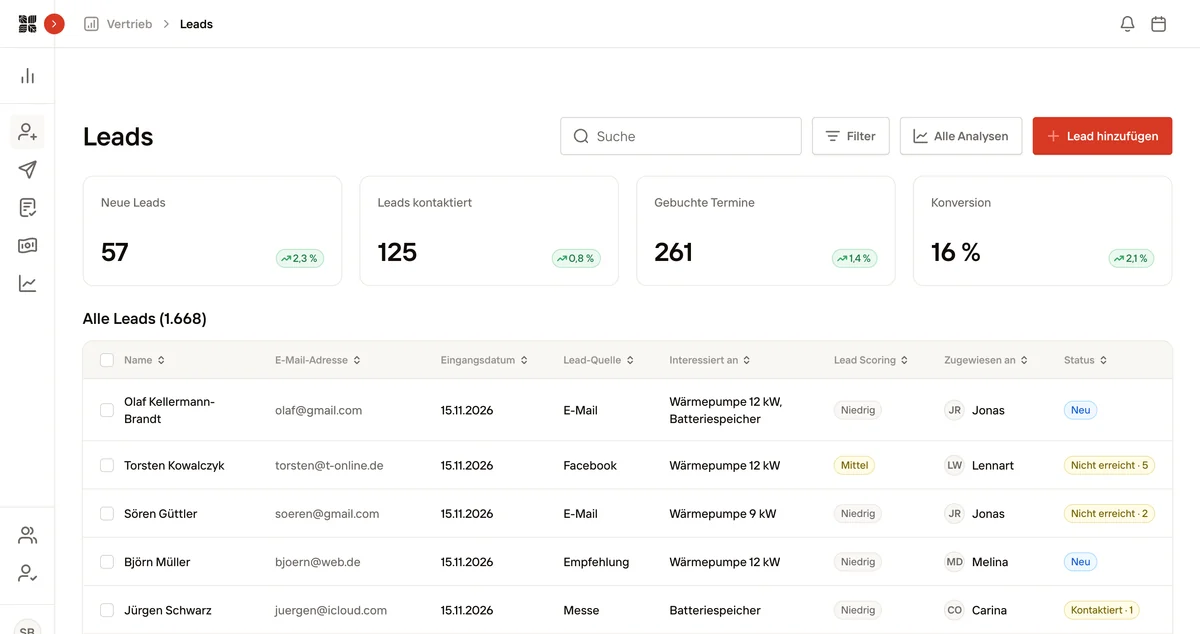 Vertrieb > Leads
Leads
Suche
Filter
Alle Analysen
Lead hinzufügen
Neue Leads
57
2,3 %
Leads kontaktiert
125
0,8 %
Gebuchte Termine
261
1,4 %
Konversion
16 %
2,1 %
Alle Leads (1.668)
Name E-Mail-Adresse Eingangsdatum Lead-Quelle Interessiert an Lead Scoring Zugewiesen an Status
Olaf Kellermann-
Brandt
olaf@gmail.com 15.11.2026 E-Mail
Wärmepumpe 12 kW,
Batteriespeicher
Niedrig JR Jonas Neu
Torsten Kowalczyk torsten@t-online.de 15.11.2026 Facebook Wärmepumpe 12 kW Mittel LW Lennart Nicht erreicht · 5
Sören Güttler soeren@gmail.com 15.11.2026 E-Mail Wärmepumpe 9 kW Niedrig JR Jonas Nicht erreicht · 2
Björn Müller bjoern@web.de 15.11.2026 Empfehlung Wärmepumpe 12 kW Niedrig MD Melina Neu
Jürgen Schwarz juergen@icloud.com 15.11.2026 Messe Batteriespeicher Niedrig CO Carina Kontaktiert · 1
SB